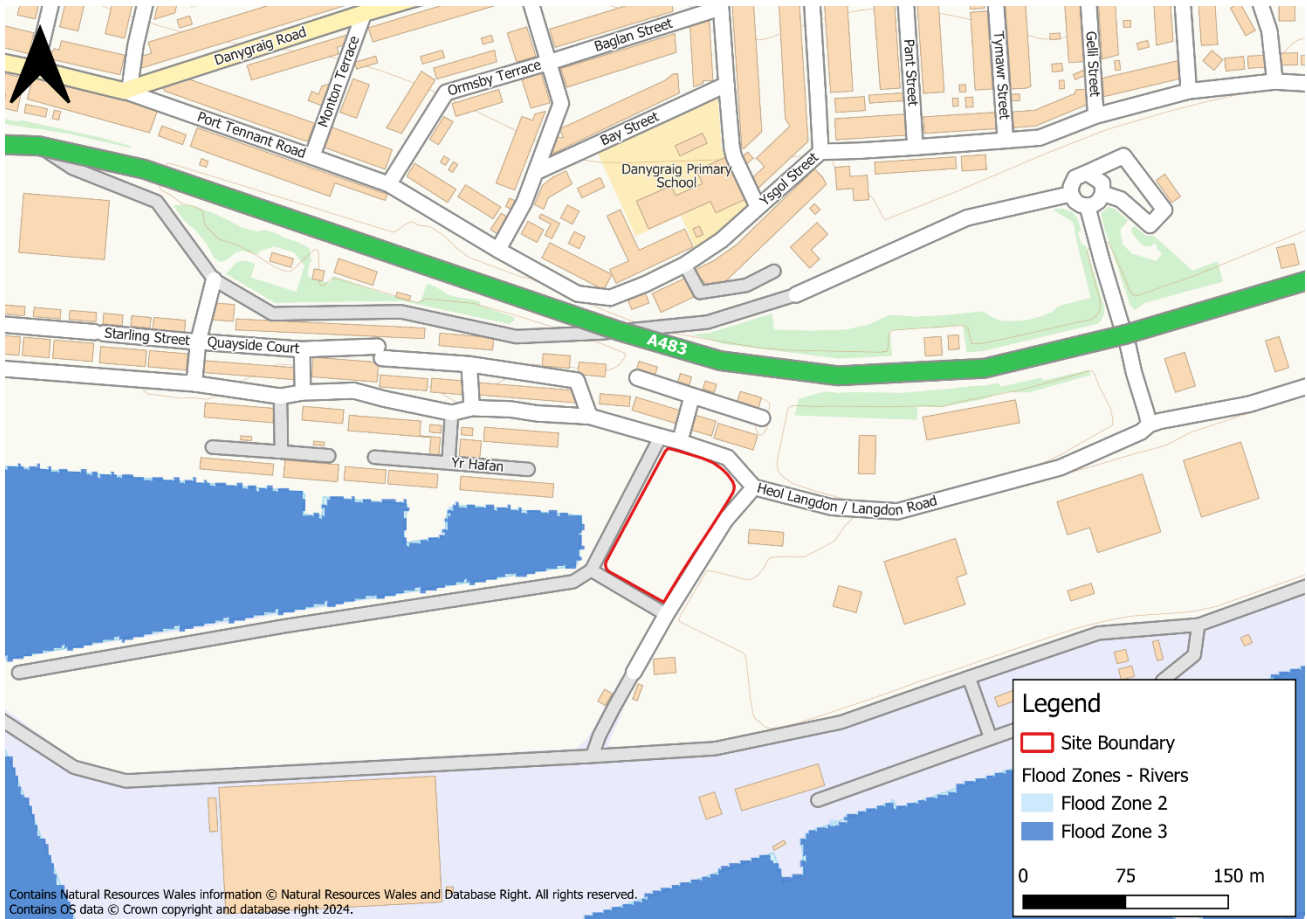 Danygraig Road
Monton Terrace
Baglan Street
Ormsby Terrace
Pant Street
Tymawr Street
Gelli Street
Port Tennant Road
Bay Street
Danygraig Primary
School
Ysgol Street
Starling Street
Quayside Court
A483
Yr Hafan
Heol Langdon / Langdon Road
Legend
Site Boundary
Flood Zones - Rivers
Flood Zone 2
Flood Zone 3
0 75 150 m
Contains Natural Resources Wales information © Natural Resources Wales and Database Right. All rights reserved.
Contains OS data © Crown copyright and database right 2024.